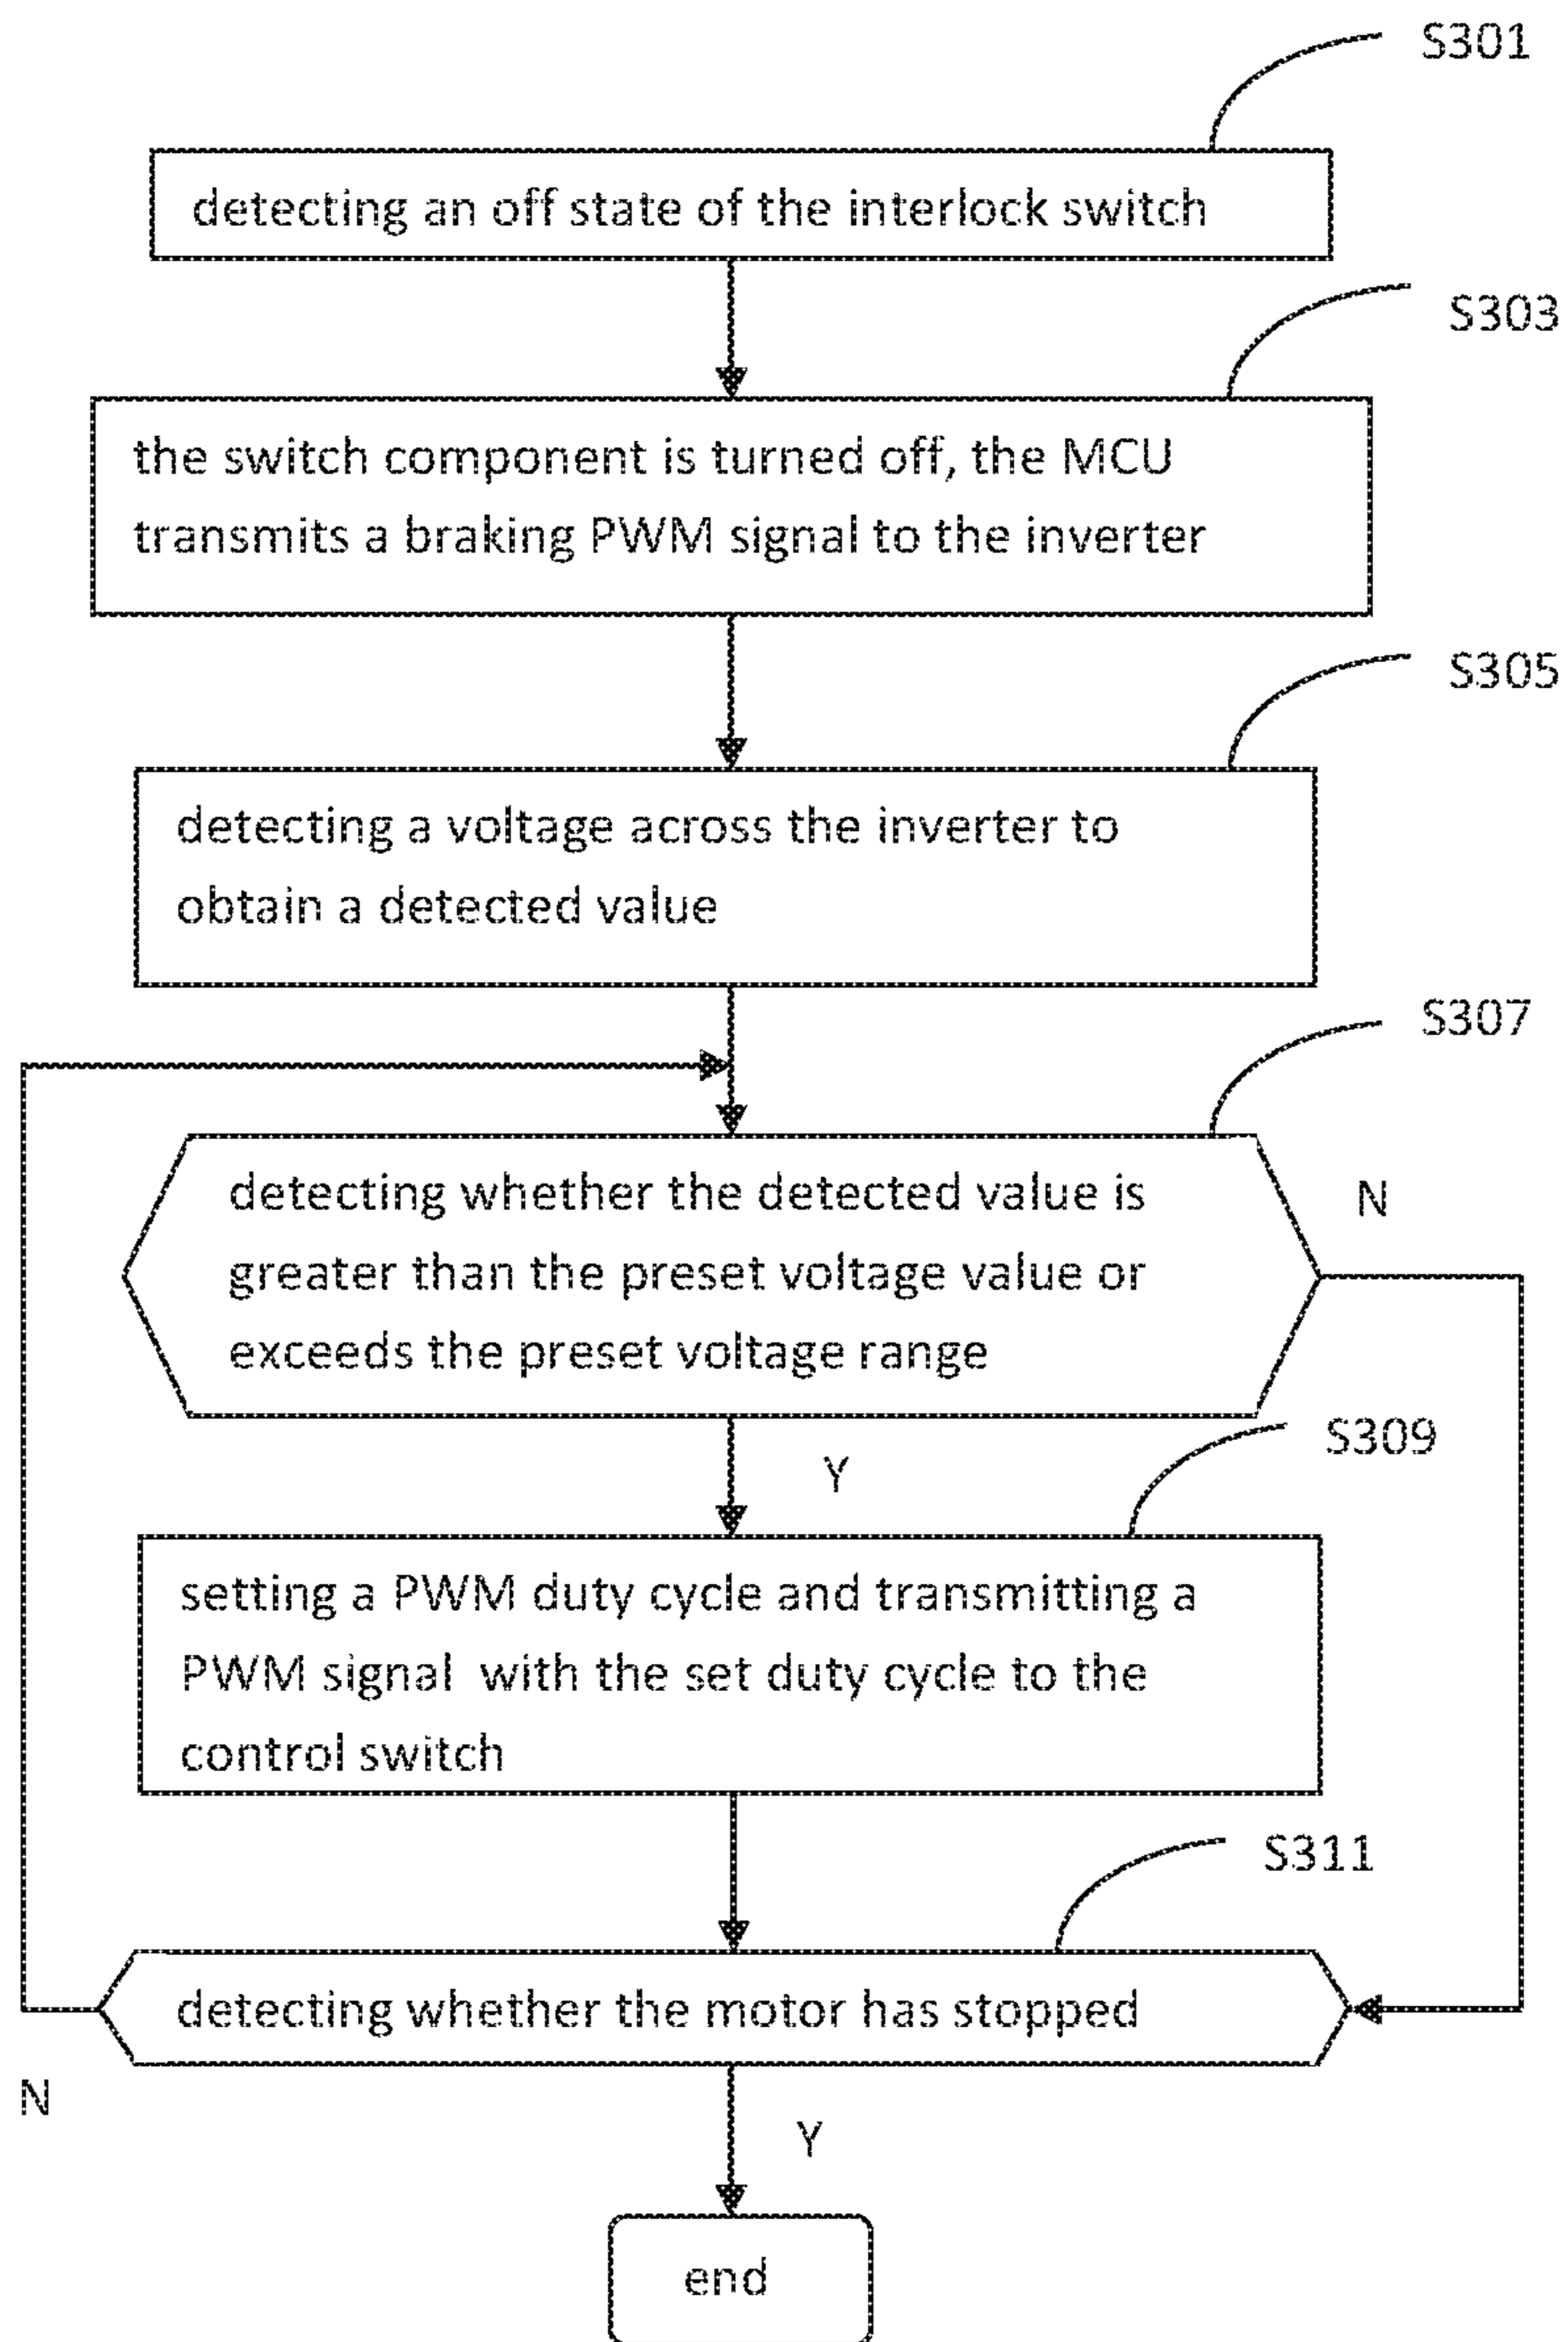 S301
detecting an off state of the interlock switch
S303
the switch component is turned off, the MCU
transmits a braking PWM signal to the inverter
S305
detecting a voltage across the inverter to
obtain a detected value
S307
detecting whether the detected value is
greater than the preset voltage value or
exceeds the preset voltage range
N
Y
S309
setting a PWM duty cycle and transmitting a
PWM signal with the set duty cycle to the
control switch
S311
detecting whether the motor has stopped
N
Y
end